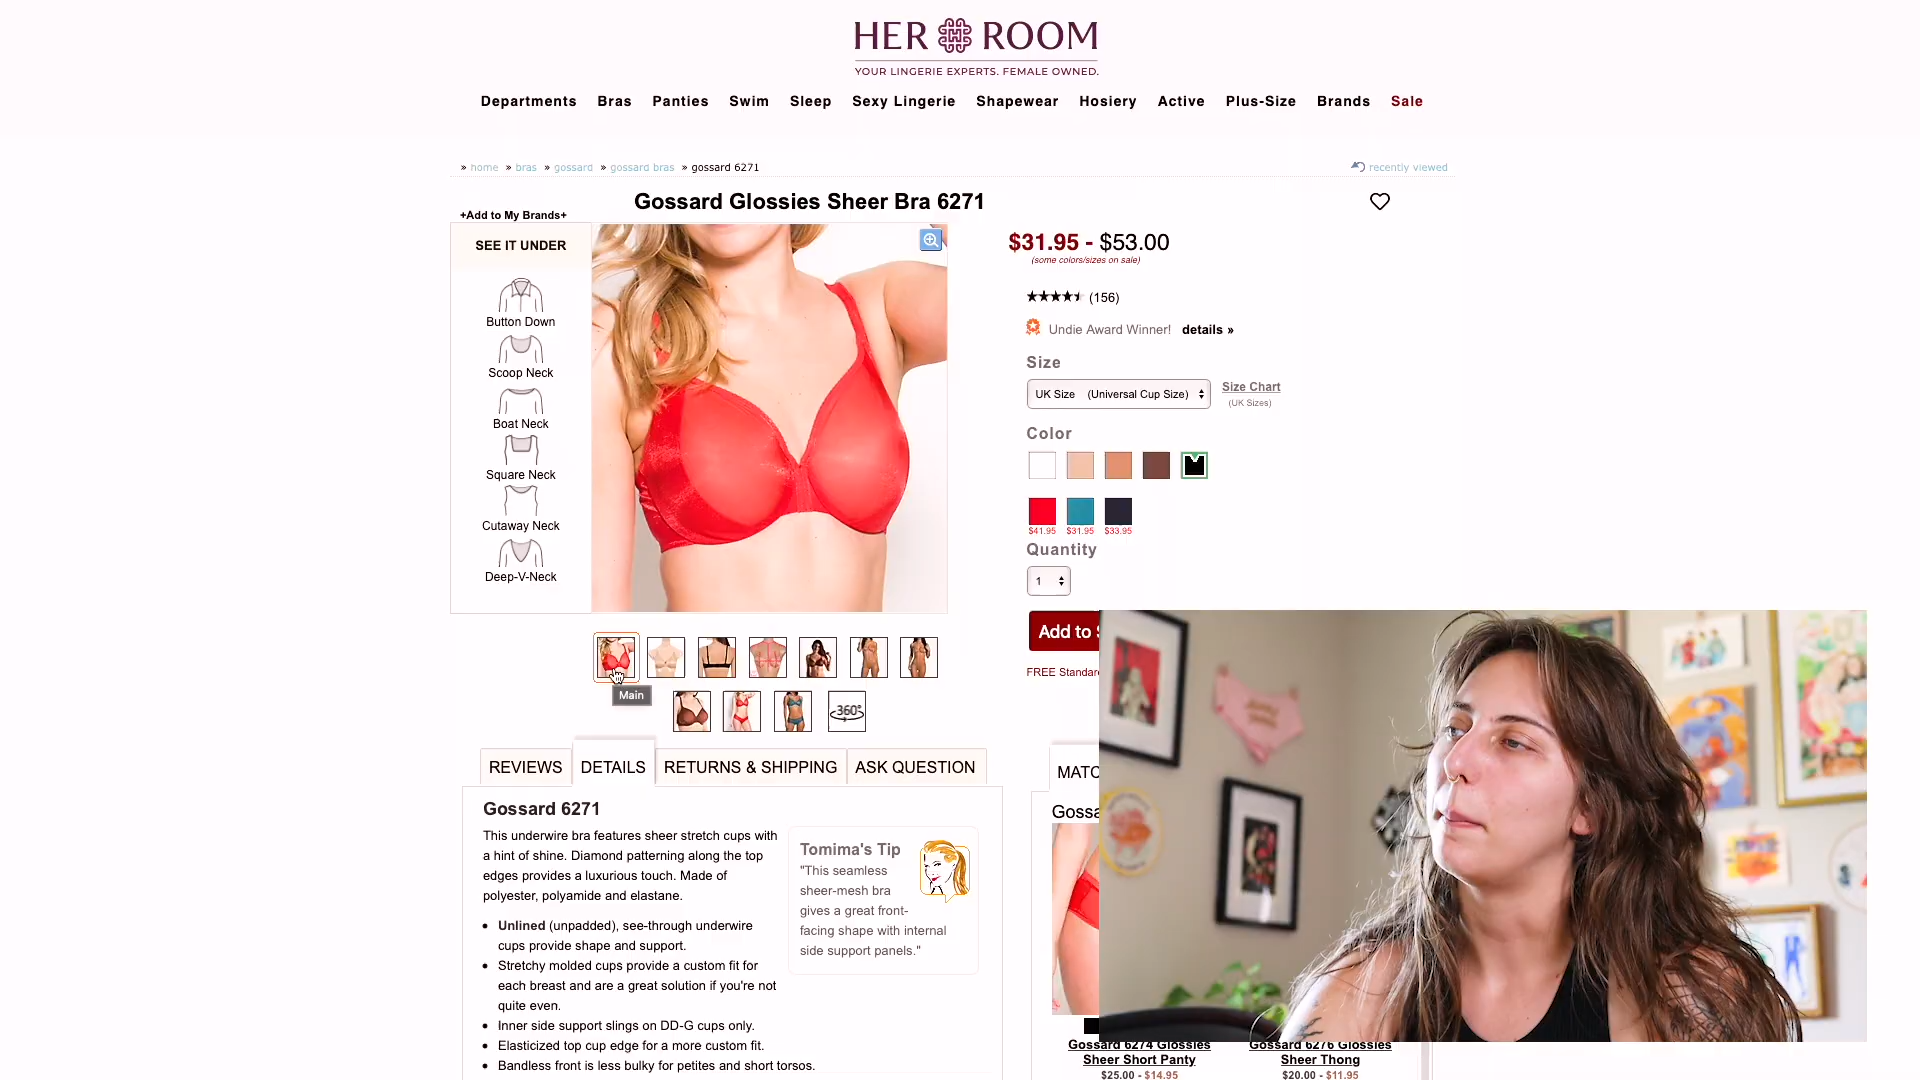 HER ROOM
YOUR LINGERIE EXPERTS. FEMALE OWNED.
Departments Bras Panties Swim Sleep Sexy Lingerie Shapewear Hosiery Active Plus-Size Brands Sale
» home » bras » gossard » gossard bras » gossard 6271
recently viewed
Gossard Glossies Sheer Bra 6271
+Add to My Brands+
SEE IT UNDER
Button Down
Scoop Neck
Boat Neck
Square Neck
Cutaway Neck
Deep-V-Neck
$31.95 - $53.00
(some colors/sizes on sale)
(156)
Undie Award Winner! details »
Size
UK Size (Universal Cup Size)
Size Chart
(UK Sizes)
Color
$41.95 $31.95 $33.95
Quantity
1
Add to S
FREE Standar
Main
360°
REVIEWS DETAILS RETURNS & SHIPPING ASK QUESTION
Gossard 6271
This underwire bra features sheer stretch cups with
a hint of shine. Diamond patterning along the top
edges provides a luxurious touch. Made of
polyester, polyamide and elastane.
• Unlined (unpadded), see-through underwire
cups provide shape and support.
• Stretchy molded cups provide a custom fit for
each breast and are a great solution if you're not
quite even.
• Inner side support slings on DD-G cups only.
• Elasticized top cup edge for a more custom fit.
• Bandless front is less bulky for petites and short torsos.
Tomima's Tip
"This seamless
sheer-mesh bra
gives a great front-
facing shape with internal
side support panels."
MATC
Gossa
Gossard 6274 Glossies
Sheer Short Panty
$25.00 - $14.95
Gossard 6276 Glossies
Sheer Thong
$20.00 - $11.95